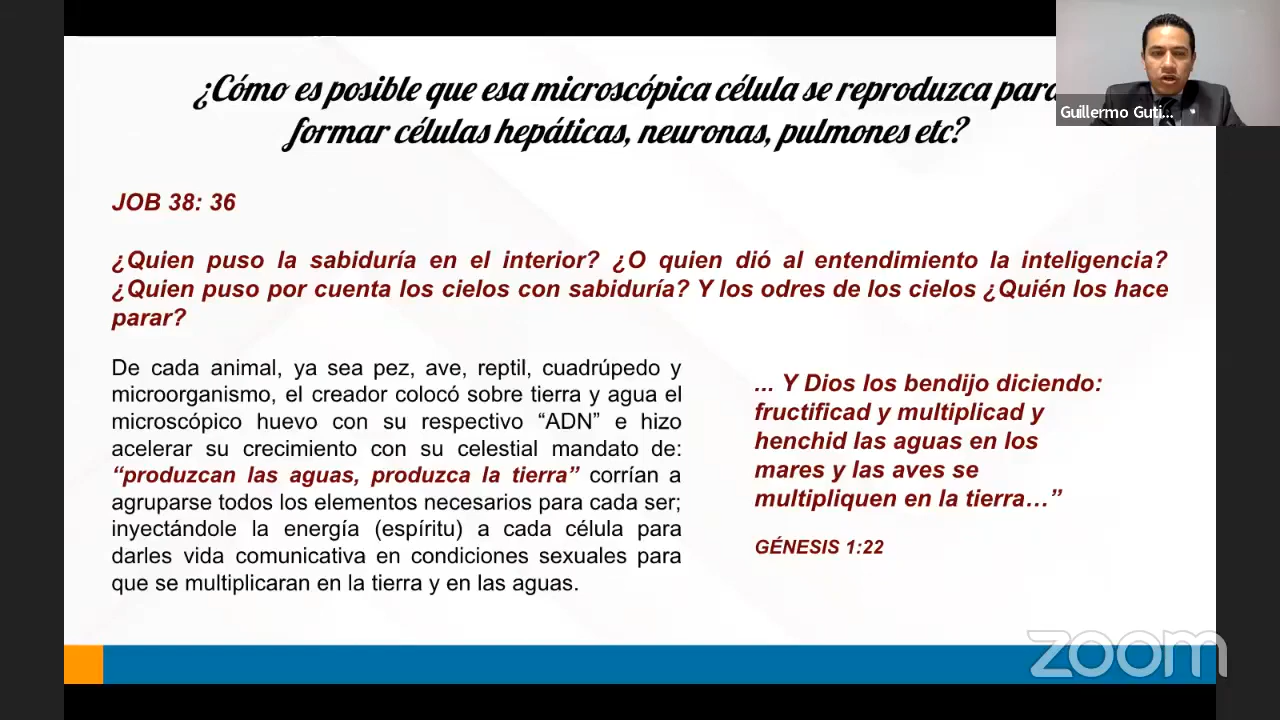 ¿Cómo es posible que esa microscópica célula se reproduzca para
formar células hepáticas, neuronas, pulmones etc?
Guillermo Guti...
JOB 38: 36
¿Quien puso la sabiduría en el interior? ¿O quien dió al entendimiento la inteligencia?
¿Quien puso por cuenta los cielos con sabiduría? Y los odres de los cielos ¿Quién los hace
parar?
De cada animal, ya sea pez, ave, reptil, cuadrúpedo y
microorganismo, el creador colocó sobre tierra y agua el
microscópico huevo con su respectivo “ADN” e hizo
acelerar su crecimiento con su celestial mandato de:
“produzcan las aguas, produzca la tierra” corrían a
agruparse todos los elementos necesarios para cada ser;
inyectándole la energía (espíritu) a cada célula para
darles vida comunicativa en condiciones sexuales para
que se multiplicaran en la tierra y en las aguas.
... Y Dios los bendijo diciendo:
fructificad y multiplicad y
henchid las aguas en los
mares y las aves se
multipliquen en la tierra…”
GÉNESIS 1:22
zoom